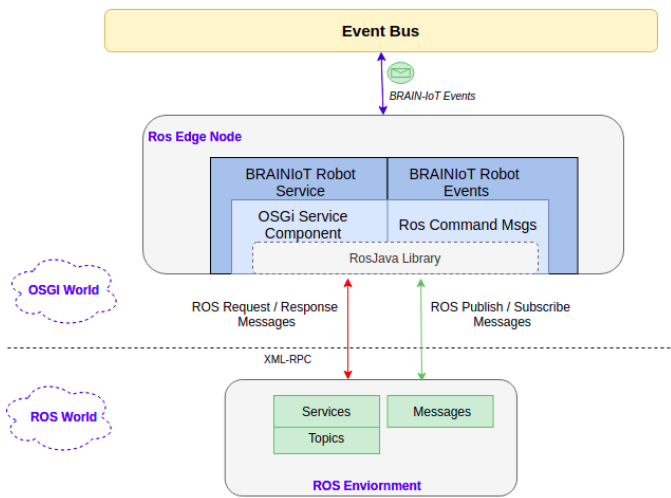 Event Bus
BRAIN-IoT Events
Ros Edge Node
BRAINIoT Robot
Service
BRAINIoT Robot
Events
OSGi Service
Component
Ros Command Msgs
RosJava Library
OSGI World
ROS Request / Response
Messages
ROS Publish / Subscribe
Messages
XML-RPC
ROS World
Services
Topics
Messages
ROS Enviornment